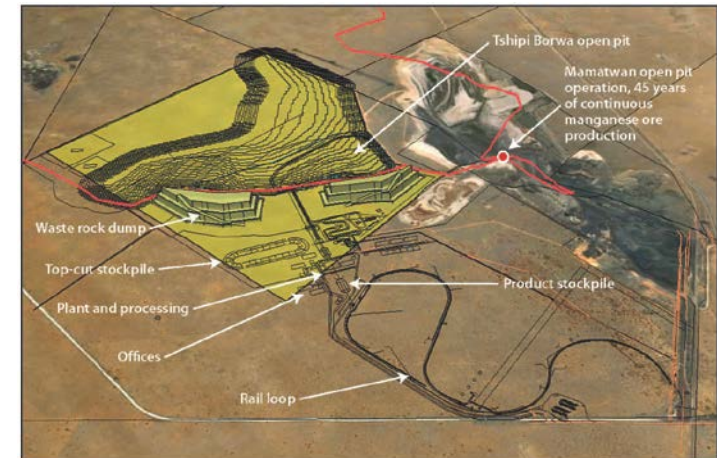 Tshipi Borwa open pit
Mamatwan open pit
operation, 45 years
of continuous
manganese ore
production
Waste rock dump
Top-cut stockpile
Plant and processing
Product stockpile
Offices
Rail loop